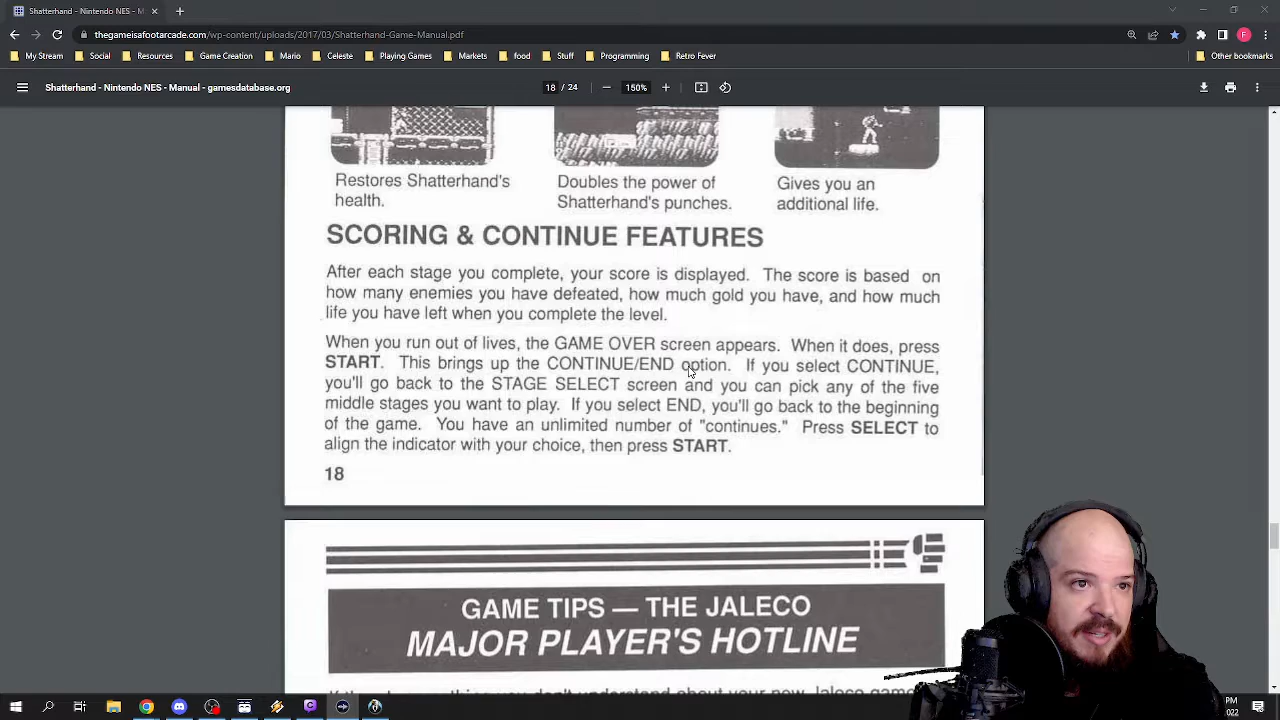 Shatterhand - Nintendo NES - M
thegameisafootarcade.com/wp-content/uploads/2017/03/Shatterhand-Game-Manual.pdf
My Stream Social Resources Game Creation Mario Celeste Playing Games Markets food Stuff Programming Retro Fever Other bookmarks
Shatterhand - Nintendo NES - Manual - gamesdatabase.org 18 / 24 150%
Restores Shatterhand's
health.
Doubles the power of
Shatterhand's punches.
Gives you an
additional life.
SCORING & CONTINUE FEATURES
After each stage you complete, your score is displayed. The score is based on
how many enemies you have defeated, how much gold you have, and how much
life you have left when you complete the level.
When you run out of lives, the GAME OVER screen appears. When it does, press
START. This brings up the CONTINUE/END option. If you select CONTINUE,
you'll go back to the STAGE SELECT screen and you can pick any of the five
middle stages you want to play. If you select END, you'll go back to the beginning
of the game. You have an unlimited number of "continues." Press SELECT to
align the indicator with your choice, then press START.
18
GAME TIPS — THE JALECO
MAJOR PLAYER'S HOTLINE
you don't understand about your new Jaleco game
PM